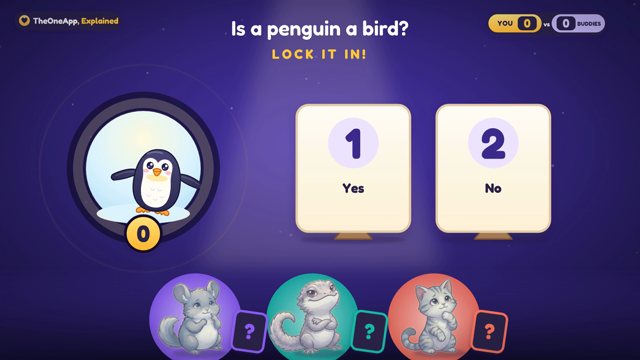 TheOneApp, Explained
Is a penguin a bird?
LOCK IT IN!
YOU 0 vs 0 BUDDIES
1
Yes
2
No
0
?
?
?